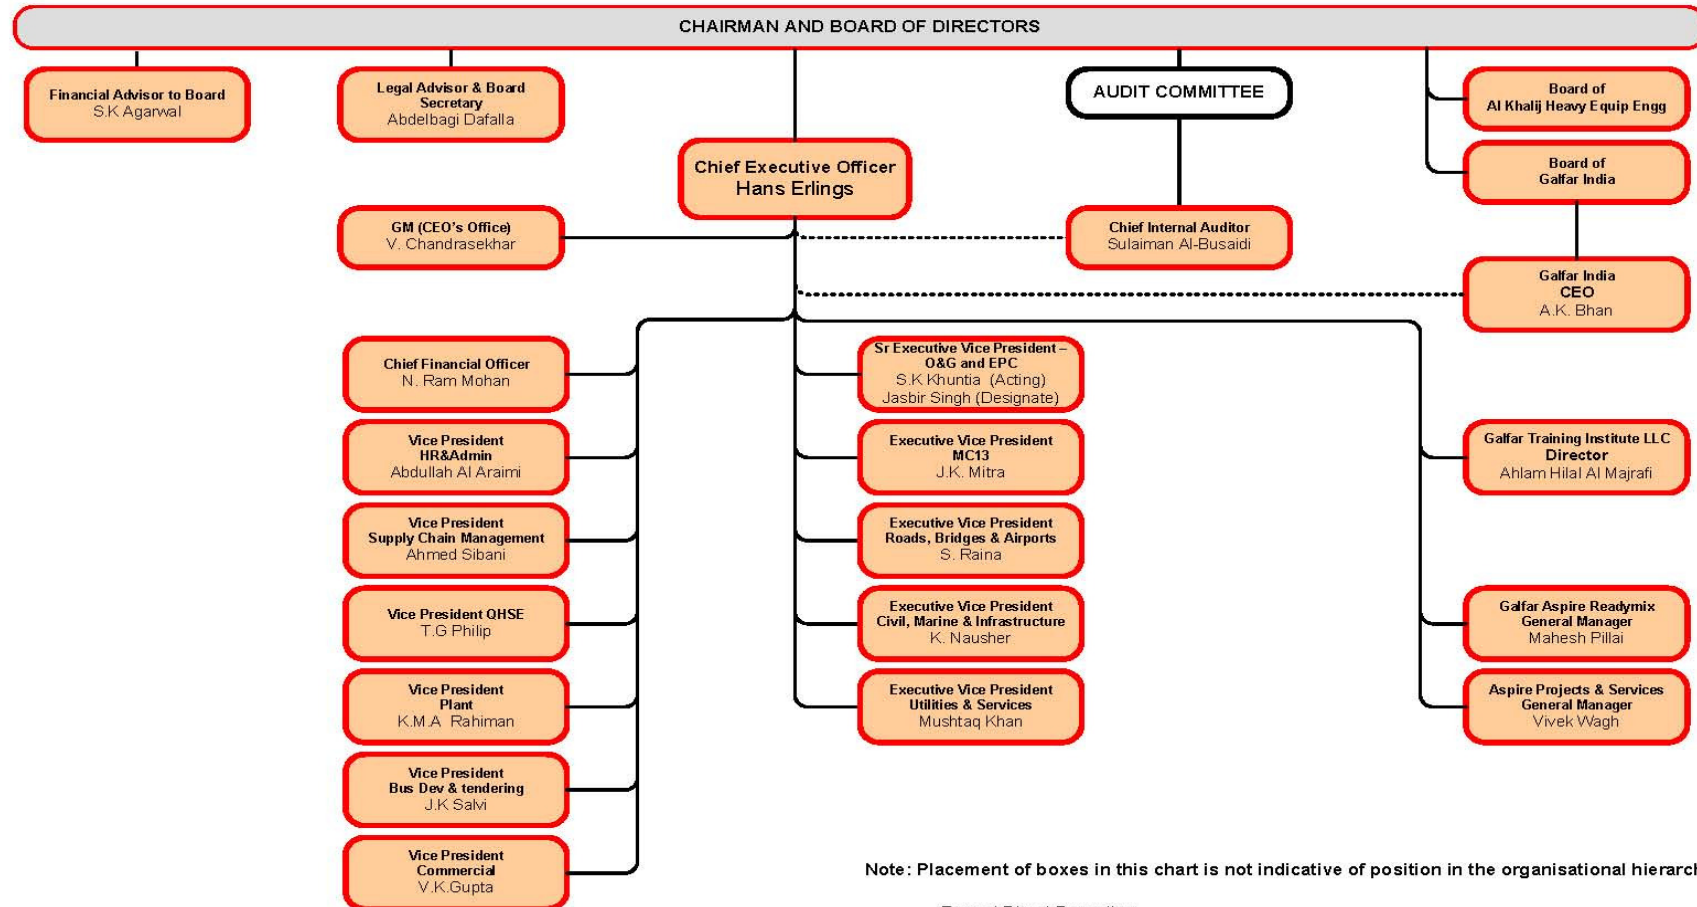 CHAIRMAN AND BOARD OF DIRECTORS
Financial Advisor to Board
S.K Agarwal
Legal Advisor & Board
Secretary
Abdelbagi Dafalla
AUDIT COMMITTEE
Board of
Al Khalij Heavy Equip Engg
Chief Executive Officer
Hans Erlings
Board of
Galfar India
GM (CEO's Office)
V. Chandrasekhar
Chief Internal Auditor
Sulaiman Al-Busaidi
Galfar India
CEO
A.K. Bhan
Chief Financial Officer
N. Ram Mohan
Vice President
HR&Admin
Abdullah Al Araimi
Vice President
Supply Chain Management
Ahmed Sibani
Vice President QHSE
T.G Philip
Vice President
Plant
K.M.A Rahiman
Vice President
Bus Dev & tendering
J.K Salvi
Vice President
Commercial
V.K.Gupta
Sr Executive Vice President –
O&G and EPC
S.K Khuntia (Acting)
Jasbir Singh (Designate)
Executive Vice President
MC13
J.K. Mitra
Executive Vice President
Roads, Bridges & Airports
S. Raina
Executive Vice President
Civil, Marine & Infrastructure
K. Nausher
Executive Vice President
Utilities & Services
Mushtaq Khan
Galfar Training Institute LLC
Director
Ahlam Hilal Al Majrafi
Galfar Aspire Readymix
General Manager
Mahesh Pillai
Aspire Projects & Services
General Manager
Vivek Wagh
Note: Placement of boxes in this chart is not indicative of position in the organisational hierarch